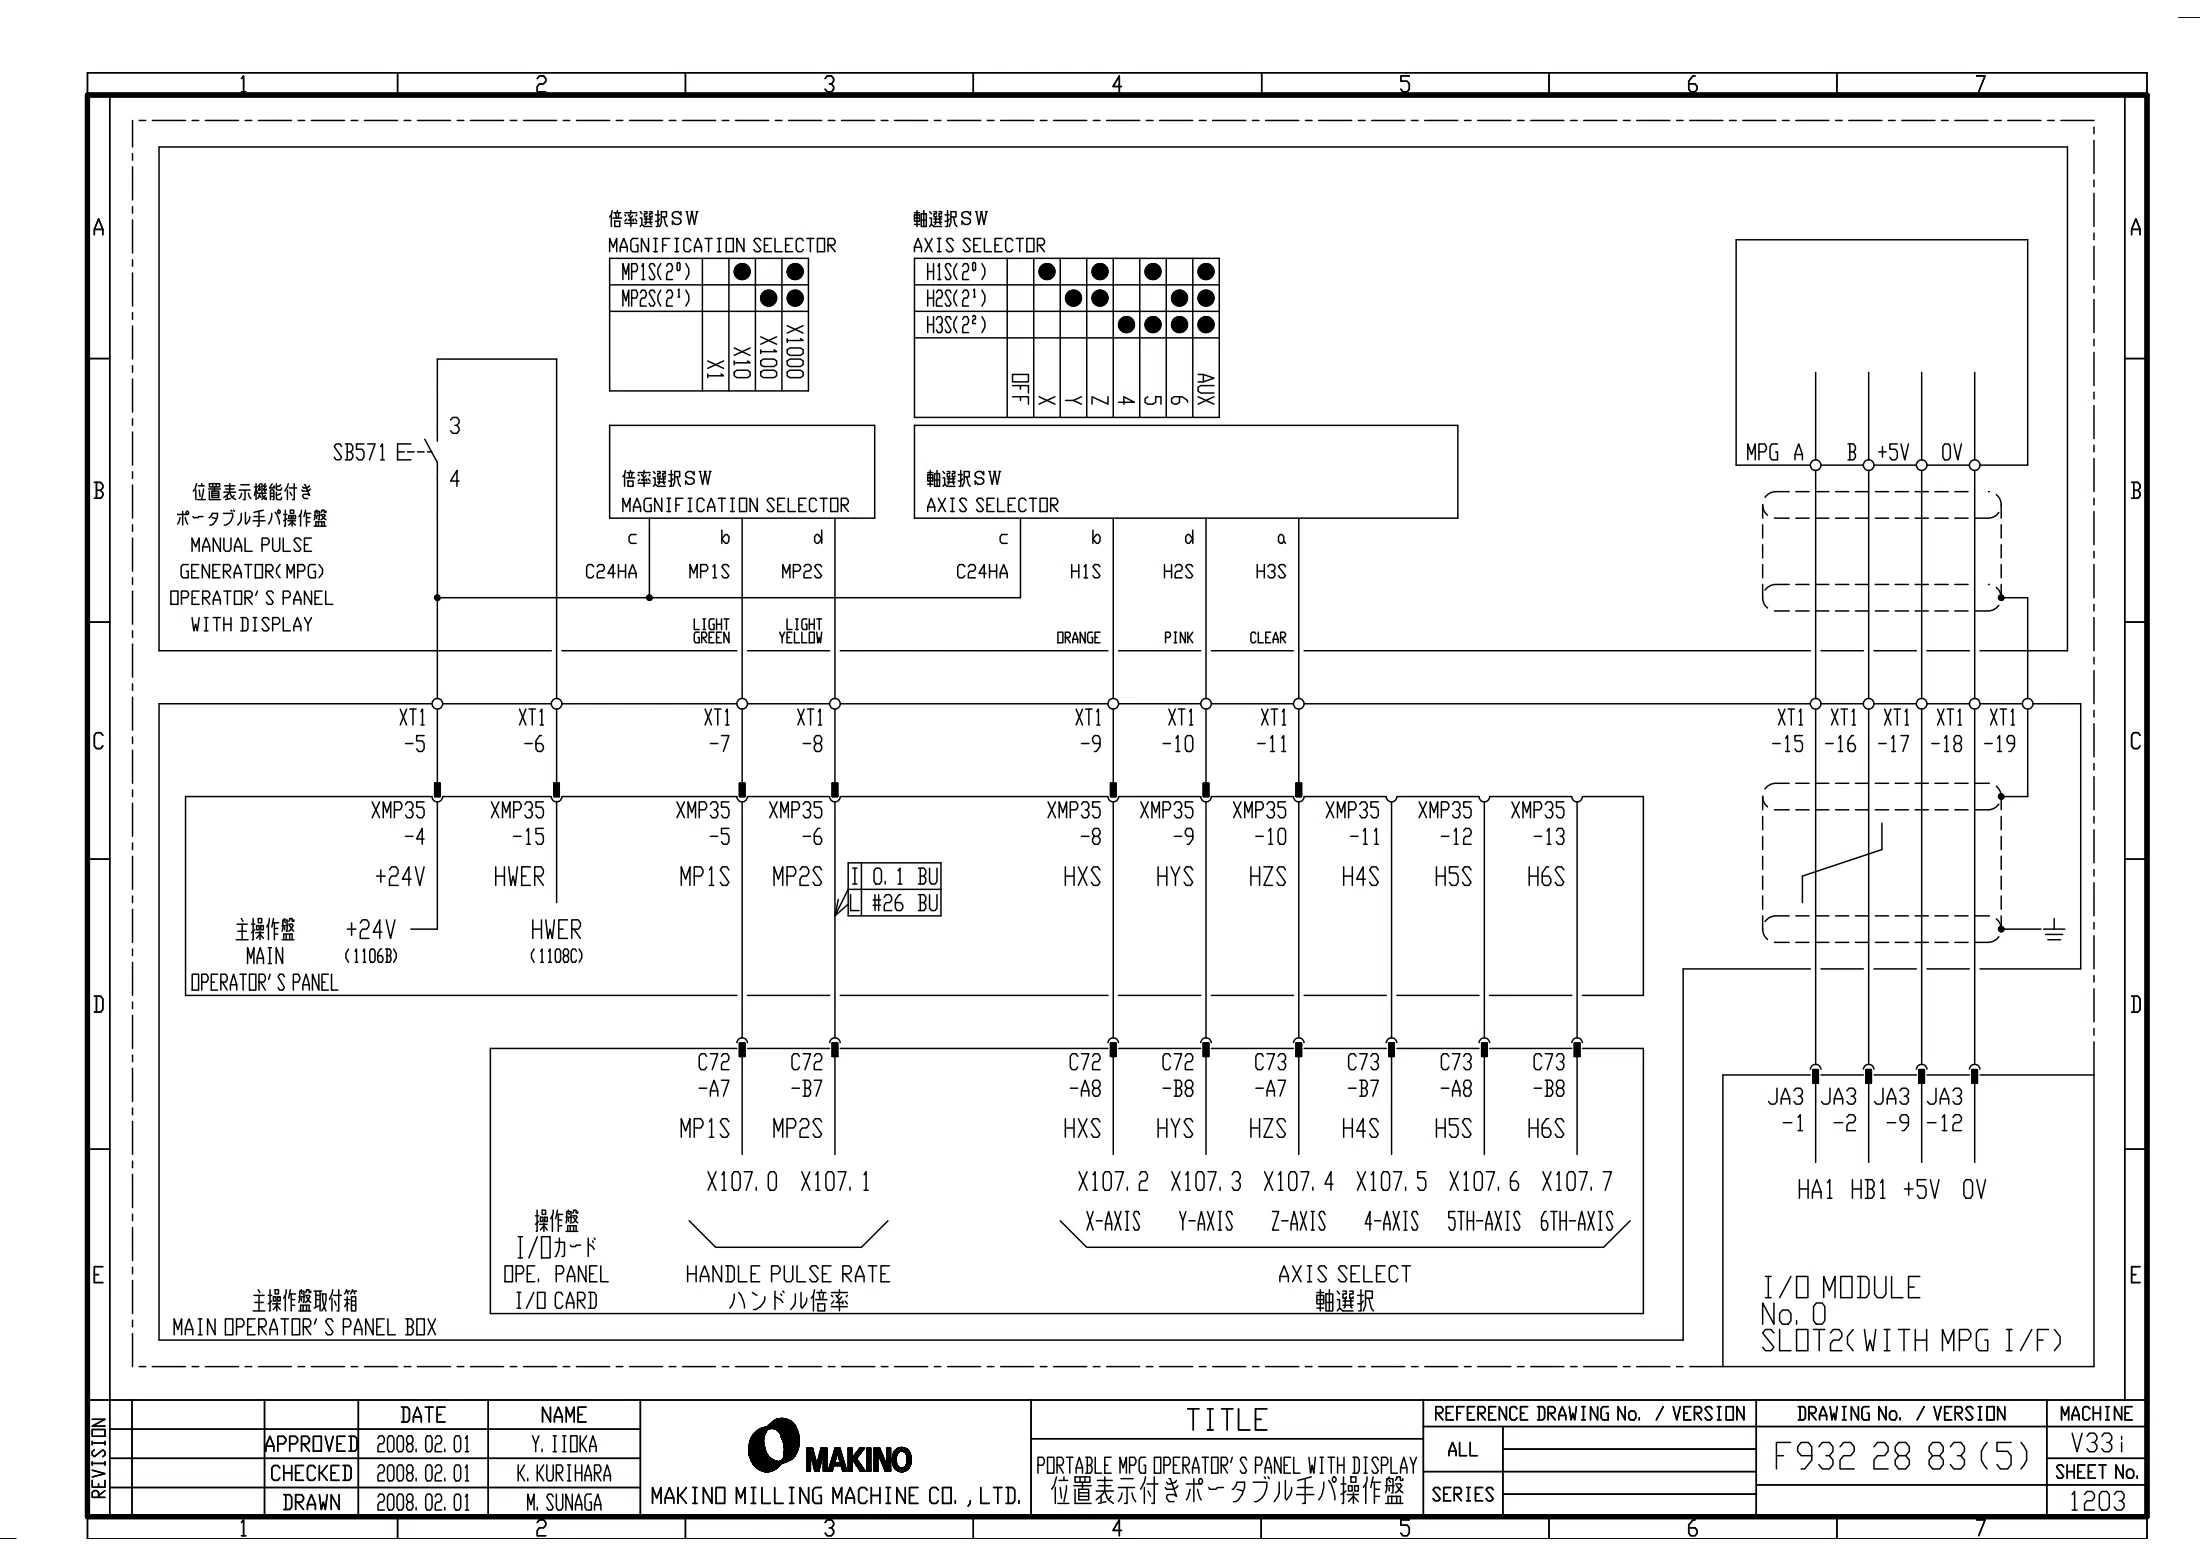 1 2 3 4 5 6 7
A A
B B
C C
D D
E E
倍率選択SW
MAGNIFICATION SELECTOR
MP1S(2⁰)
MP2S(2¹)
X1 X10 X100 X1000
軸選択SW
AXIS SELECTOR
H1S(2⁰)
H2S(2¹)
H3S(2²)
OFF X Y Z 4 5 6 AUX
3
SB571
4
位置表示機能付き
ポータブル手パ操作盤
MANUAL PULSE
GENERATOR(MPG)
OPERATOR'S PANEL
WITH DISPLAY
倍率選択SW
MAGNIFICATION SELECTOR
軸選択SW
AXIS SELECTOR
MPG A B +5V 0V
c b d c b d a
C24HA MP1S MP2S C24HA H1S H2S H3S
LIGHT GREEN
LIGHT YELLOW
ORANGE PINK CLEAR
XT1 XT1 XT1 XT1 XT1 XT1 XT1 XT1 XT1 XT1 XT1 XT1
-5 -6 -7 -8 -9 -10 -11 -15 -16 -17 -18 -19
XMP35 XMP35 XMP35 XMP35 XMP35 XMP35 XMP35 XMP35 XMP35 XMP35
-4 -15 -5 -6 -8 -9 -10 -11 -12 -13
+24V HWER MP1S MP2S HXS HYS HZS H4S H5S H6S
I 0.1 BU
L #26 BU
主操作盤
MAIN
OPERATOR'S PANEL
+24V
(1106B)
HWER
(1108C)
C72 C72 C72 C72 C73 C73 C73 C73
-A7 -B7 -A8 -B8 -A7 -B7 -A8 -B8
MP1S MP2S HXS HYS HZS H4S H5S H6S
X107.0 X107.1 X107.2 X107.3 X107.4 X107.5 X107.6 X107.7
X-AXIS Y-AXIS Z-AXIS 4-AXIS 5TH-AXIS 6TH-AXIS
HANDLE PULSE RATE
ハンドル倍率
AXIS SELECT
軸選択
操作盤
I/Oカード
OPE. PANEL
I/O CARD
主操作盤取付箱
MAIN OPERATOR'S PANEL BOX
JA3 JA3 JA3 JA3
-1 -2 -9 -12
HA1 HB1 +5V 0V
I/O MODULE
No.0
SLOT2(WITH MPG I/F)
REVISION
DATE NAME
APPROVED 2008.02.01 Y. IIOKA
CHECKED 2008.02.01 K. KURIHARA
DRAWN 2008.02.01 M. SUNAGA
MAKINO
MAKINO MILLING MACHINE CO., LTD.
TITLE
PORTABLE MPG OPERATOR'S PANEL WITH DISPLAY
位置表示付きポータブル手パ操作盤
REFERENCE DRAWING No. / VERSION
ALL
SERIES
DRAWING No. / VERSION
F932 28 83 (5)
MACHINE
V33i
SHEET No.
1203
1 2 3 4 5 6 7